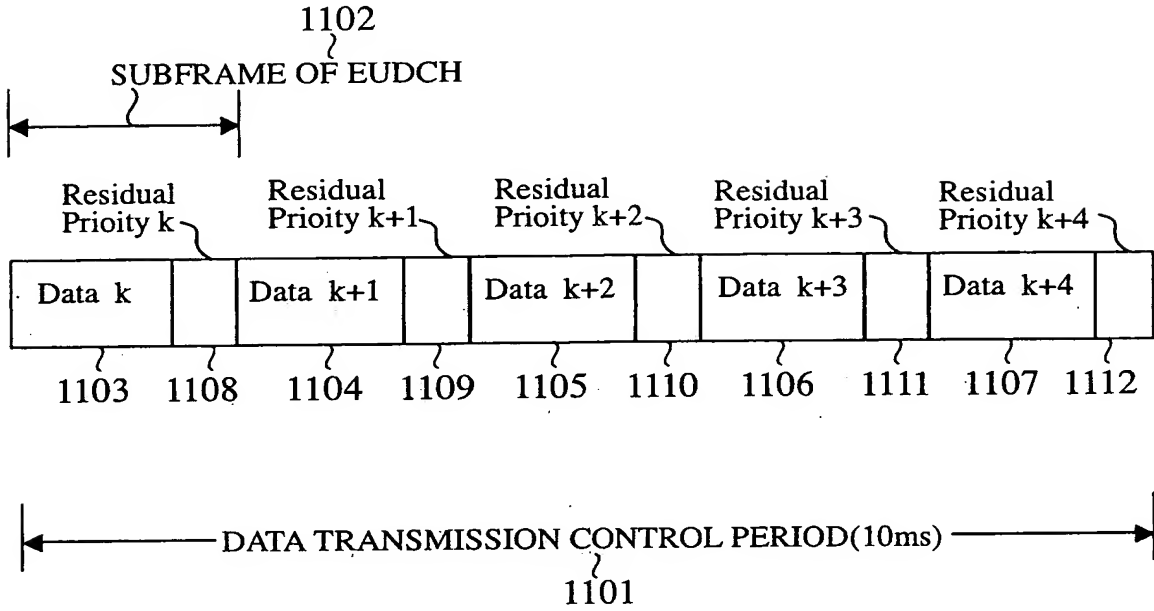 1102
SUBFRAME OF EUDCH
Residual Prioity k
Residual Prioity k+1
Residual Prioity k+2
Residual Prioity k+3
Residual Prioity k+4
Data k
Data k+1
Data k+2
Data k+3
Data k+4
1103 1108 1104 1109 1105 1110 1106 1111 1107 1112
DATA TRANSMISSION CONTROL PERIOD(10ms)
1101